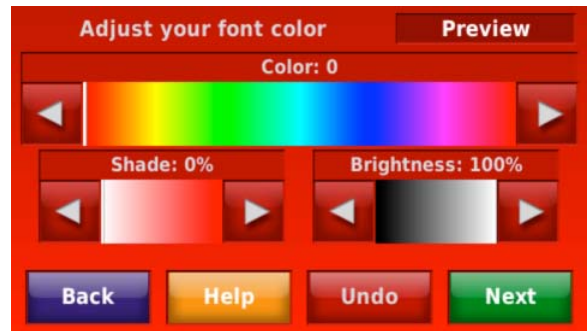 Adjust your font color Preview
Color: 0
Shade: 0% Brightness: 100%
Back Help Undo Next